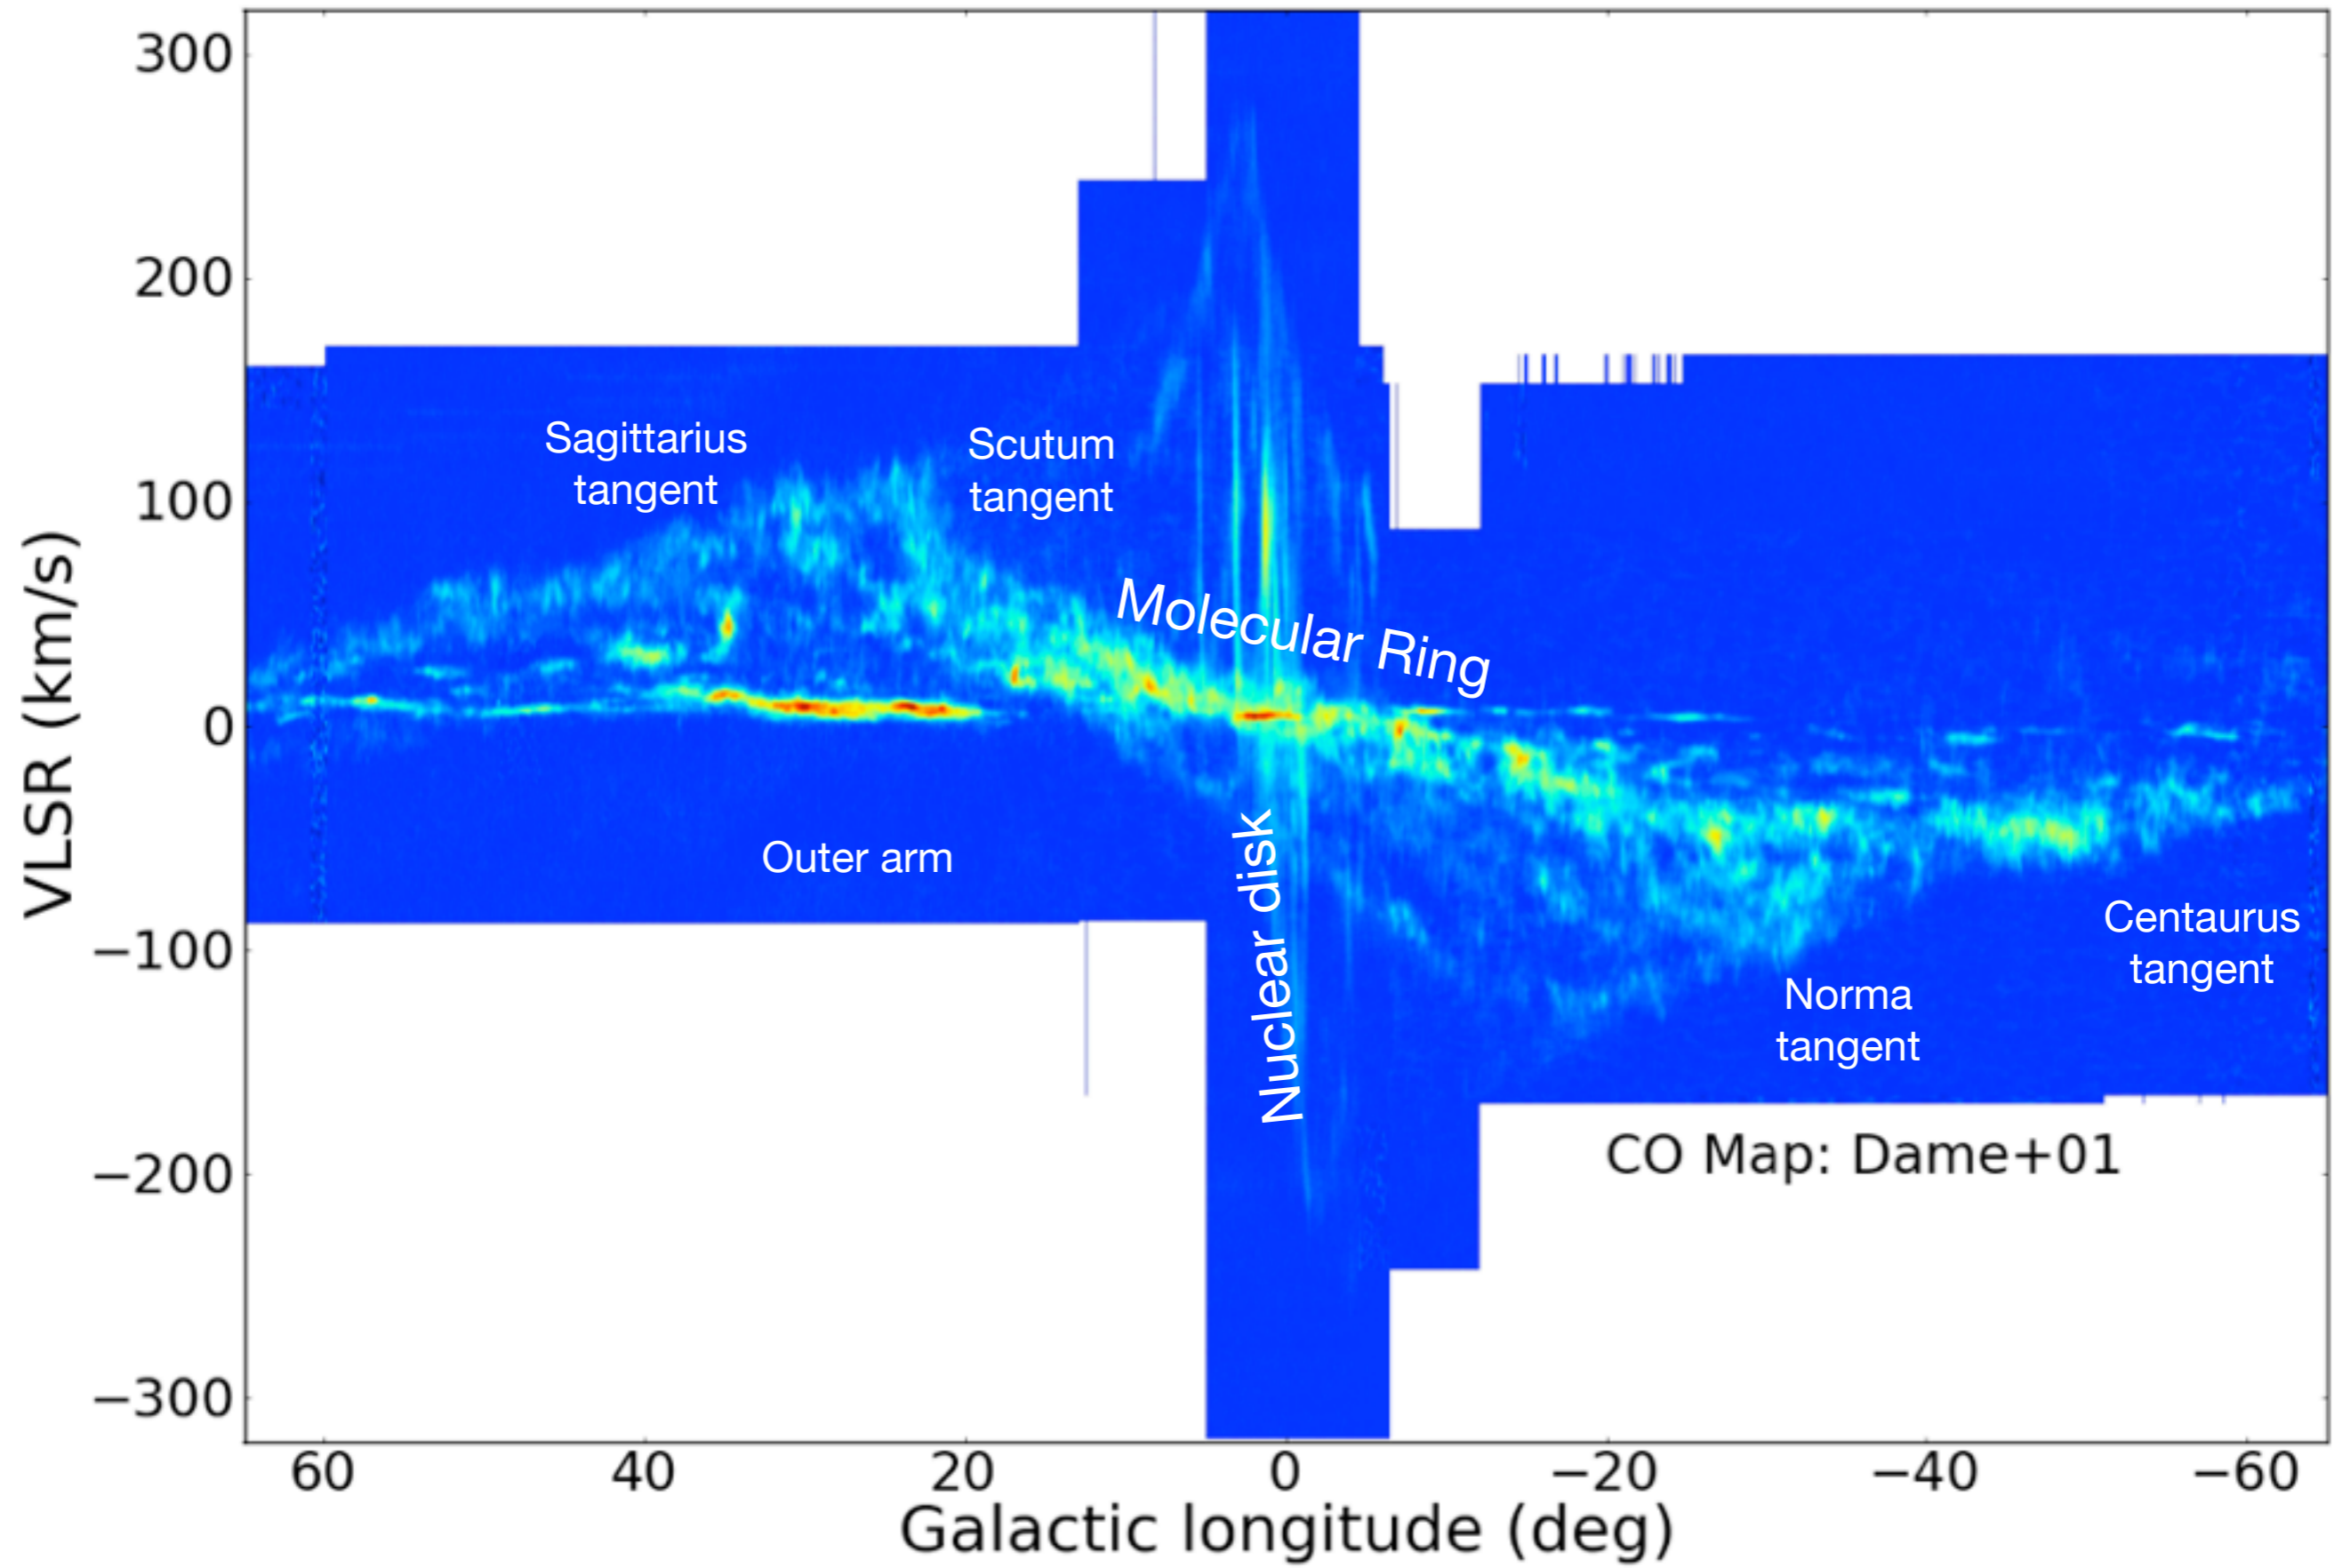 300
200
100
0
−100
−200
−300
VLSR (km/s)
Sagittarius
tangent
Scutum
tangent
Molecular Ring
Outer arm
Nuclear disk
Centaurus
tangent
Norma
tangent
CO Map: Dame+01
60 40 20 0 −20 −40 −60
Galactic longitude (deg)